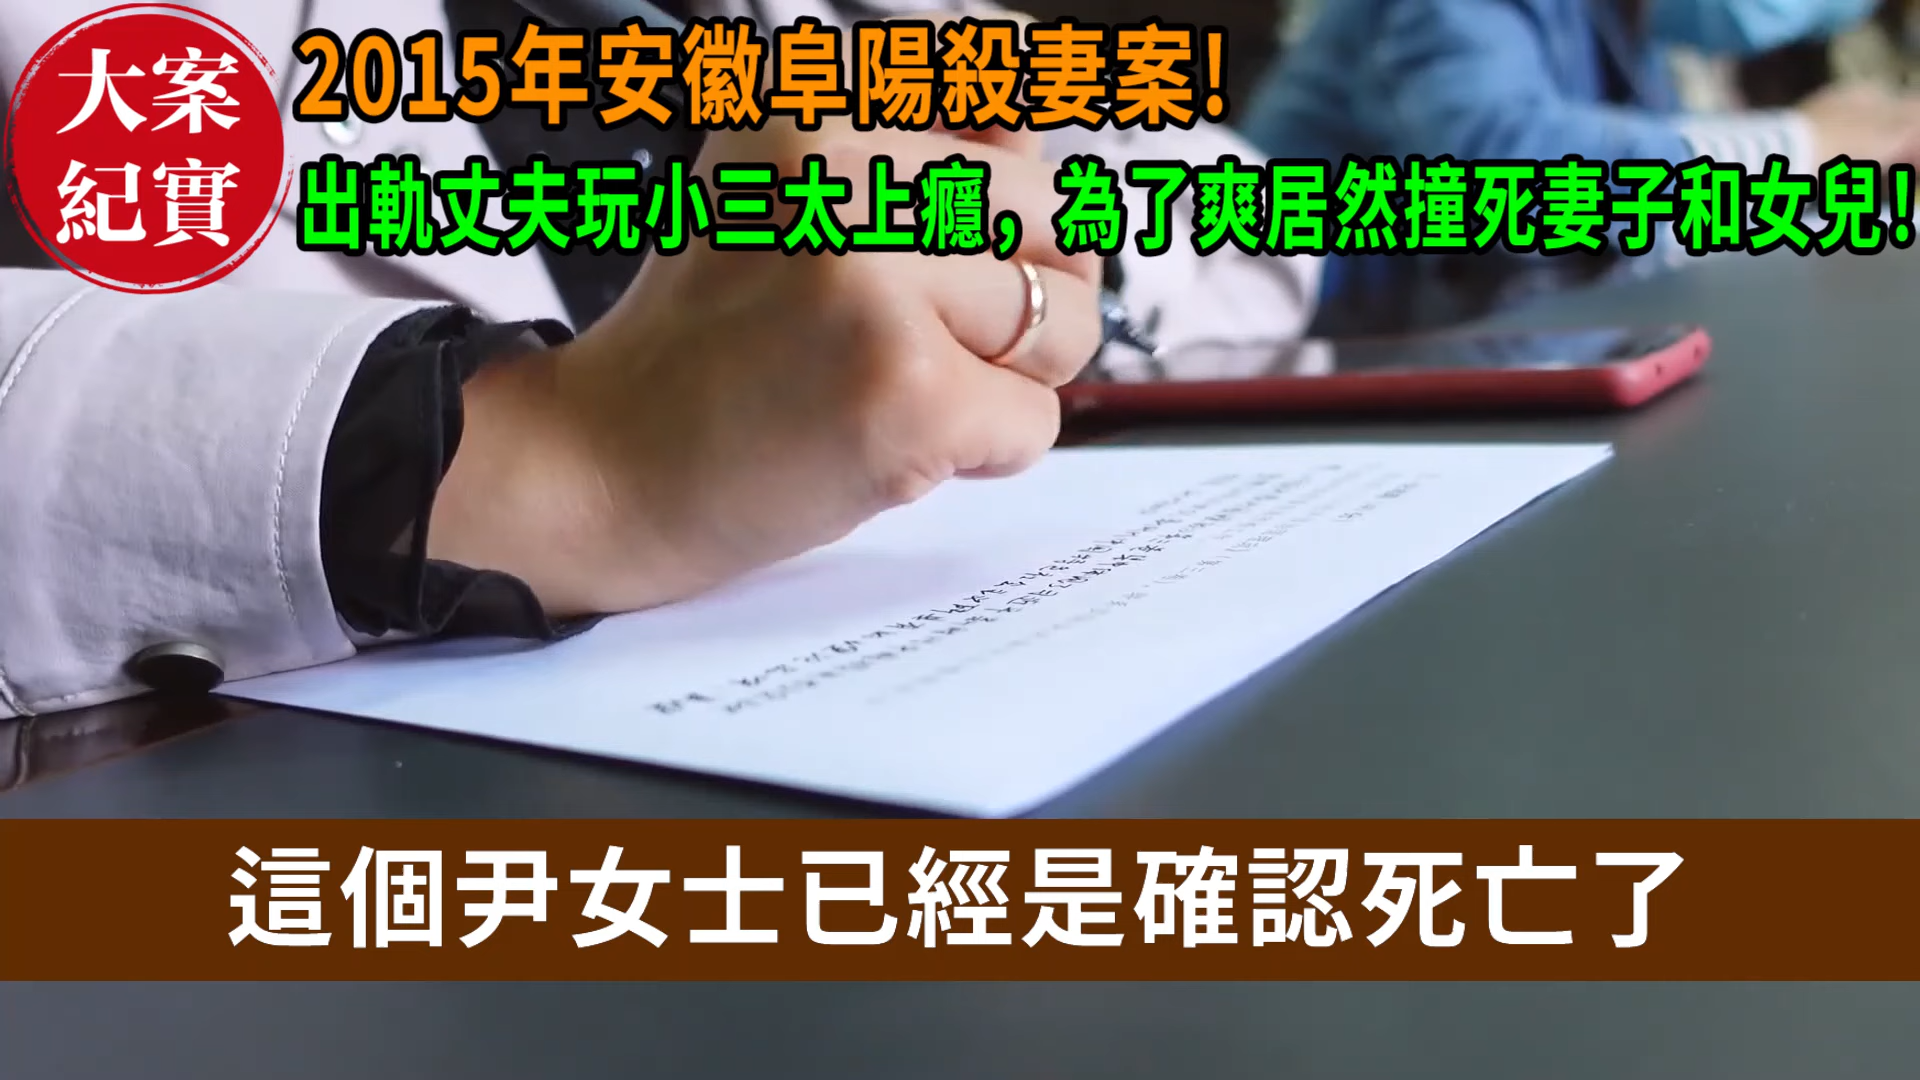 大案
紀實
2015年安徽阜陽殺妻案!
出軌丈夫玩小三太上癮，為了爽居然撞死妻子和女兒!
這個尹女士已經是確認死亡了